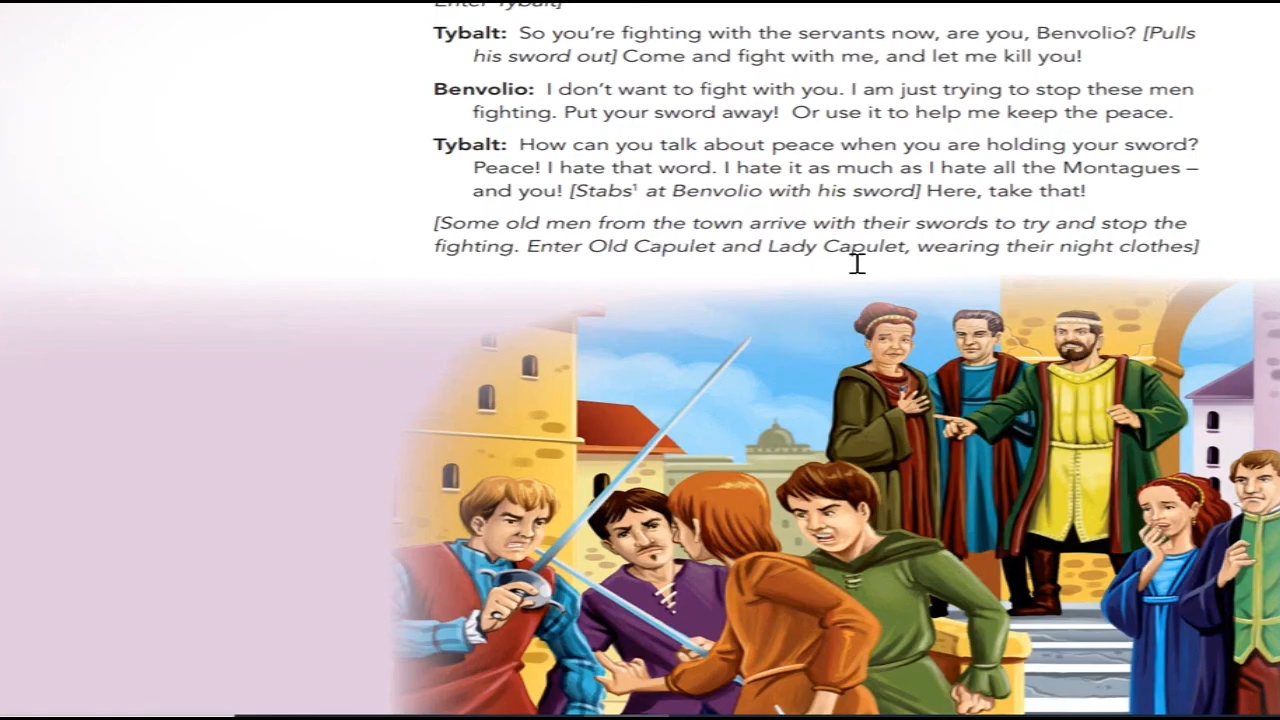 Enter Tybalt]
Tybalt: So you’re fighting with the servants now, are you, Benvolio? [Pulls
his sword out] Come and fight with me, and let me kill you!
Benvolio: I don’t want to fight with you. I am just trying to stop these men
fighting. Put your sword away! Or use it to help me keep the peace.
Tybalt: How can you talk about peace when you are holding your sword?
Peace! I hate that word. I hate it as much as I hate all the Montagues –
and you! [Stabs¹ at Benvolio with his sword] Here, take that!
[Some old men from the town arrive with their swords to try and stop the
fighting. Enter Old Capulet and Lady Capulet, wearing their night clothes]